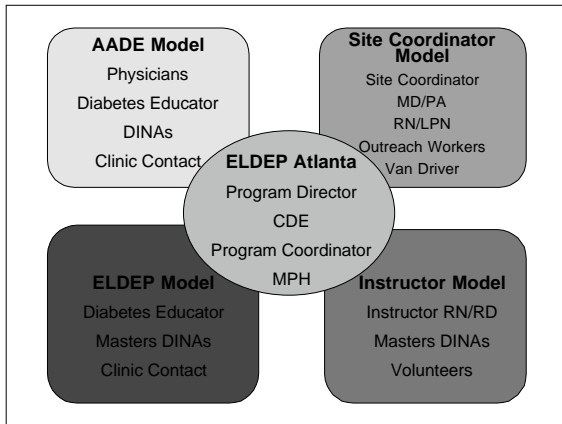 AADE Model
Physicians
Diabetes Educator
DINAs
Clinic Contact
Site Coordinator
Model
Site Coordinator
MD/PA
RN/LPN
Outreach Workers
Van Driver
ELDEP Atlanta
Program Director
CDE
Program Coordinator
MPH
ELDEP Model
Diabetes Educator
Masters DINAs
Clinic Contact
Instructor Model
Instructor RN/RD
Masters DINAs
Volunteers